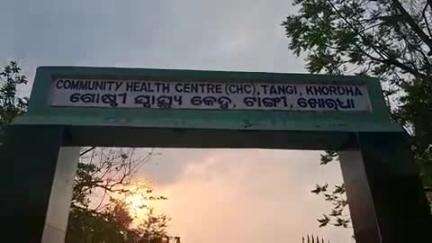 COMMUNITY HEALTH CENTRE (CHC), TANGI, KHORDHA
ଗୋଷ୍ଠୀ ସ୍ୱାସ୍ଥ୍ୟ କେନ୍ଦ୍ର, ଟାଙ୍ଗୀ, ଖୋର୍ଦ୍ଧା